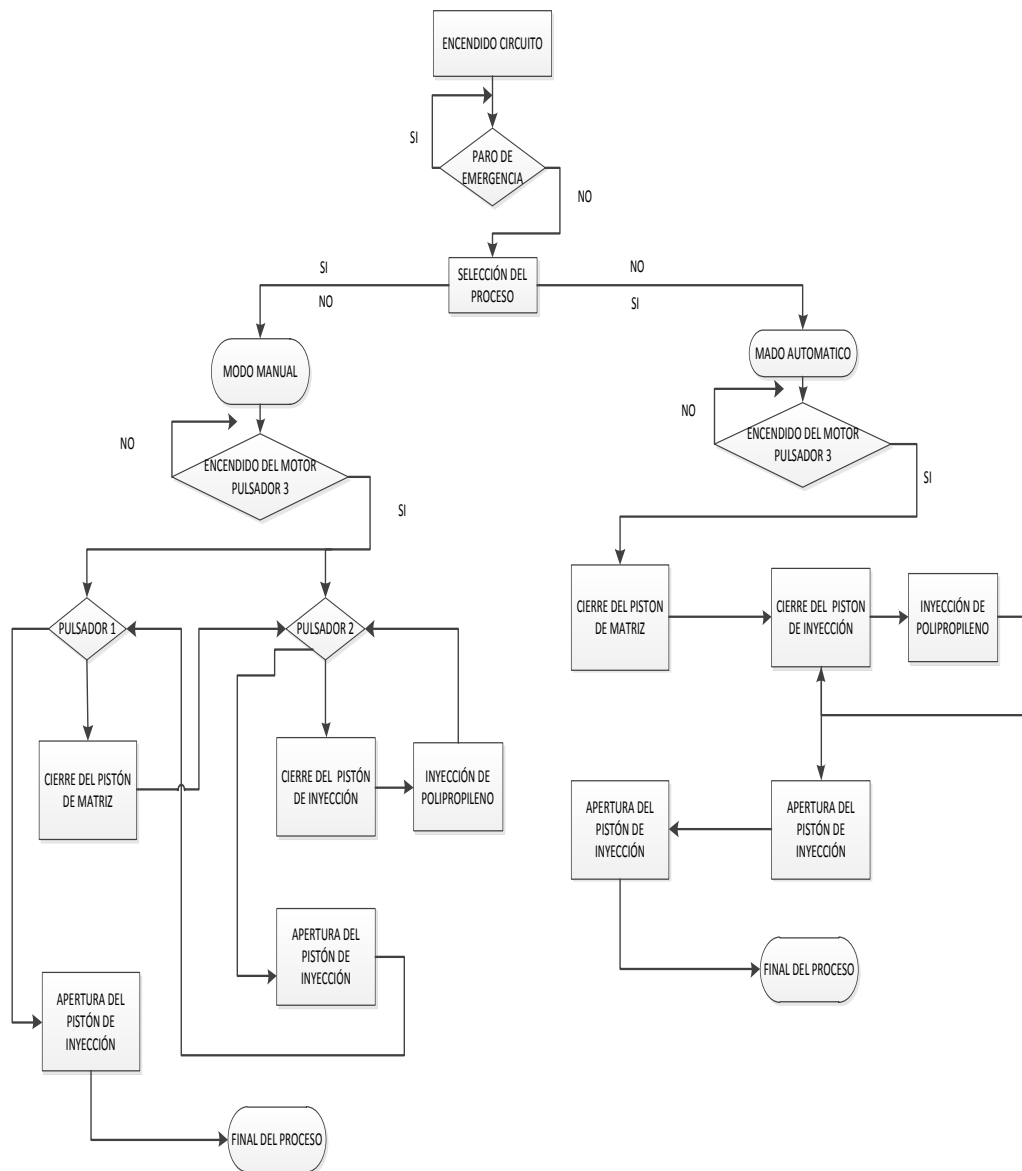 ENCENDIDO CIRCUITO
SI
PARO DE
EMERGENCIA
NO
SELECCIÓN DEL
PROCESO
SI
NO
NO
SI
MODO MANUAL
NO
ENCENDIDO DEL MOTOR
PULSADOR 3
SI
PULSADOR 1
PULSADOR 2
CIERRE DEL PISTÓN
DE MATRIZ
CIERRE DEL PISTÓN
DE INYECCIÓN
INYECCIÓN DE
POLIPROPILENO
APERTURA DEL
PISTÓN DE
INYECCIÓN
APERTURA DEL
PISTÓN DE
INYECCIÓN
FINAL DEL PROCESO
MADO AUTOMATICO
NO
ENCENDIDO DEL MOTOR
PULSADOR 3
SI
CIERRE DEL PISTON
DE MATRIZ
CIERRE DEL PISTON
DE INYECCIÓN
INYECCIÓN DE
POLIPROPILENO
APERTURA DEL
PISTÓN DE
INYECCIÓN
APERTURA DEL
PISTÓN DE
INYECCIÓN
FINAL DEL PROCESO